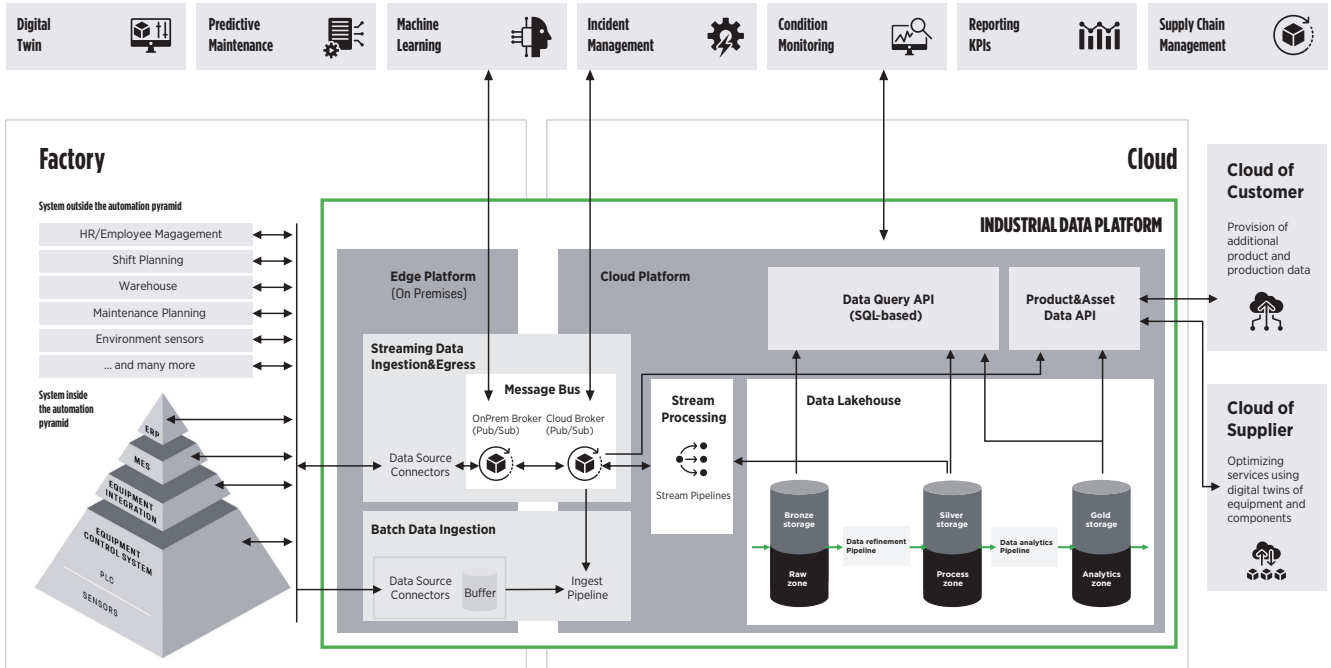 Digital
Twin
Predictive
Maintenance
Machine
Learning
Incident
Management
Condition
Monitoring
Reporting
KPIs
Supply Chain
Management
Factory
System outside the automation pyramid
HR/Employee Magagement
Shift Planning
Warehouse
Maintenance Planning
Environment sensors
... and many more
System inside
the automation
pyramid
ERP
MES
EQUIPMENT
INTEGRATION
EQUIPMENT
CONTROL SYSTEM
PLC
SENSORS
Cloud
INDUSTRIAL DATA PLATFORM
Edge Platform
(On Premises)
Cloud Platform
Streaming Data
Ingestion&Egress
Message Bus
OnPrem Broker
(Pub/Sub)
Cloud Broker
(Pub/Sub)
Data Source
Connectors
Batch Data Ingestion
Data Source
Connectors
Buffer
Ingest
Pipeline
Stream
Processing
Stream Pipelines
Data Query API
(SQL-based)
Product&Asset
Data API
Data Lakehouse
Bronze
storage
Raw
zone
Data refinement
Pipeline
Silver
storage
Process
zone
Data analytics
Pipeline
Gold
storage
Analytics
zone
Cloud of
Customer
Provision of
additional
product and
production data
Cloud of
Supplier
Optimizing
services using
digital twins of
equipment and
components